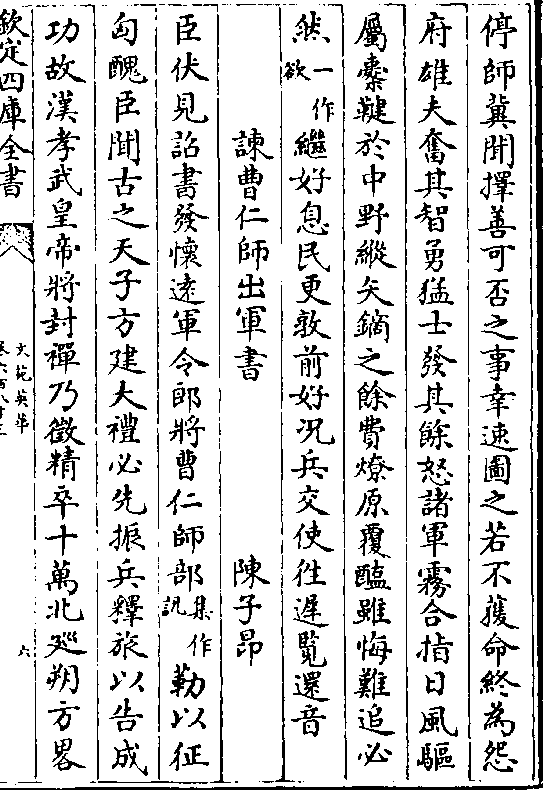 停師冀聞擇善可否之事幸速圖之若不獲命終為怨
府雄夫奮其智勇猛士發其餘怒諸軍霧合指日風驅
屬櫜鞬於中野縱矢鏑之餘費燎原覆醢雖悔難追必
然一作欲繼好息民更敦前好况兵交使徃遲覽還音
諫曹仁師出軍書 陳子昂
臣伏見詔書發懷逺軍令郎將曹仁師部集作訊勒以征
匈醜臣聞古之天子方建大禮必先振兵釋旅以告成
功故漢孝武皇帝將封禪乃徵精卒十萬北廵朔方畧
欽定四庫全書
文苑英華
卷六百八十三
六